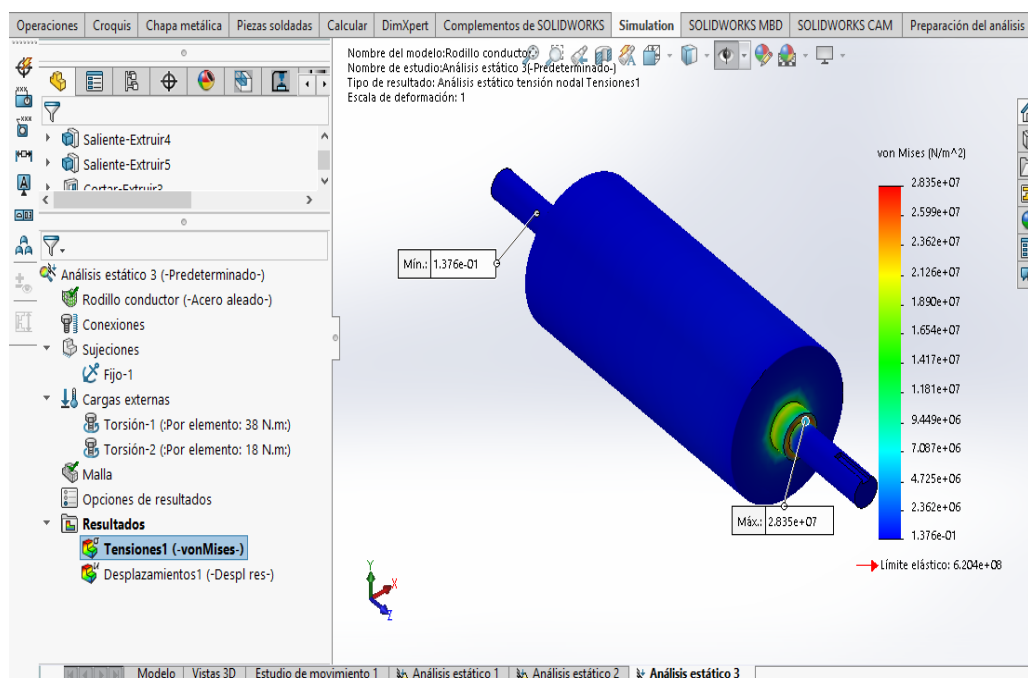 Operaciones Croquis Chapa metálica Piezas soldadas Calcular DimXpert Complementos de SOLIDWORKS Simulation SOLIDWORKS MBD SOLIDWORKS CAM Preparación del análisis
Nombre del modelo:Rodillo conductor
Nombre de estudio:Análisis estático 3(-Predeterminado-)
Tipo de resultado: Análisis estático tensión nodal Tensiones1
Escala de deformación: 1
Saliente-Extruir4
Saliente-Extruir5
Cortar-Extruir3
Análisis estático 3 (-Predeterminado-)
Rodillo conductor (-Acero aleado-)
Conexiones
Sujeciones
Fijo-1
Cargas externas
Torsión-1 (:Por elemento: 38 N.m:)
Torsión-2 (:Por elemento: 18 N.m:)
Malla
Opciones de resultados
Resultados
Tensiones1 (-vonMises-)
Desplazamientos1 (-Despl res-)
Mín.: 1.376e-01
Máx.: 2.835e+07
von Mises (N/m^2)
2.835e+07
2.599e+07
2.362e+07
2.126e+07
1.890e+07
1.654e+07
1.417e+07
1.181e+07
9.449e+06
7.087e+06
4.725e+06
2.362e+06
1.376e-01
Límite elástico: 6.204e+08
Y
X
Z
Modelo Vistas 3D Estudio de movimiento 1 Análisis estático 1 Análisis estático 2 Análisis estático 3